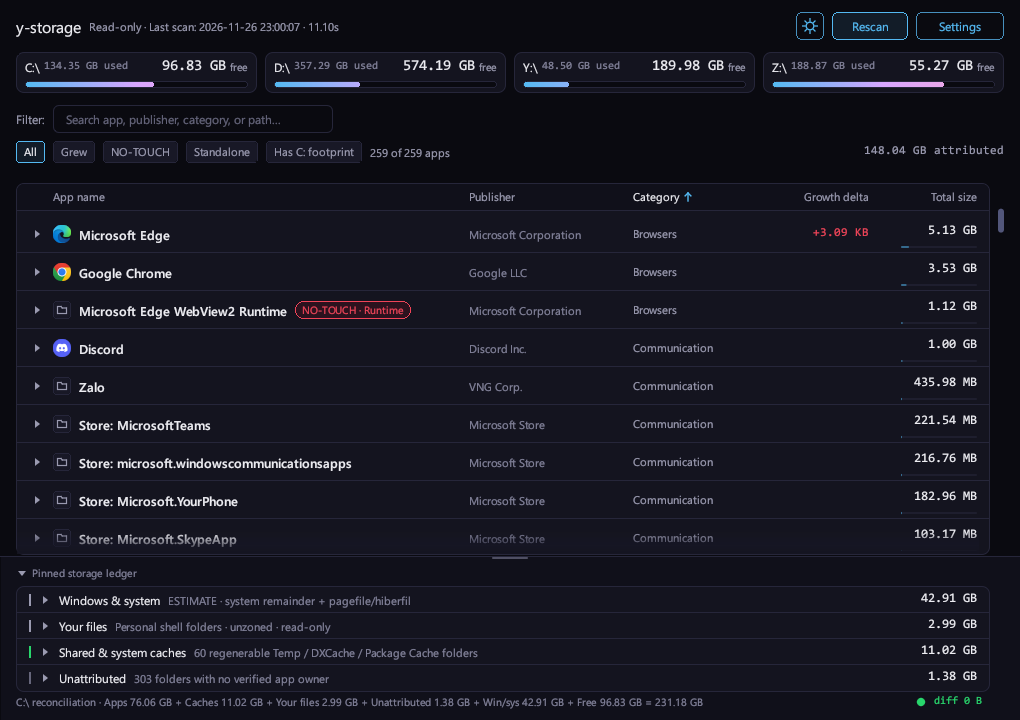 y-storage Read-only · Last scan: 2026-11-26 23:00:07 · 11.10s Rescan Settings
C:\ 134.35 GB used 96.83 GB free D:\ 357.29 GB used 574.19 GB free Y:\ 48.50 GB used 189.98 GB free Z:\ 188.87 GB used 55.27 GB free
Filter: Search app, publisher, category, or path...
All Grew NO-TOUCH Standalone Has C: footprint 259 of 259 apps 148.04 GB attributed
App name Publisher Category ↑ Growth delta Total size
Microsoft Edge Microsoft Corporation Browsers +3.09 KB 5.13 GB
Google Chrome Google LLC Browsers 3.53 GB
Microsoft Edge WebView2 Runtime NO-TOUCH · Runtime Microsoft Corporation Browsers 1.12 GB
Discord Discord Inc. Communication 1.00 GB
Zalo VNG Corp. Communication 435.98 MB
Store: MicrosoftTeams Microsoft Store Communication 221.54 MB
Store: microsoft.windowscommunicationsapps Microsoft Store Communication 216.76 MB
Store: Microsoft.YourPhone Microsoft Store Communication 182.96 MB
Store: Microsoft.SkypeApp Microsoft Store Communication 103.17 MB
Pinned storage ledger
Windows & system ESTIMATE · system remainder + pagefile/hiberfil 42.91 GB
Your files Personal shell folders · unzoned · read-only 2.99 GB
Shared & system caches 60 regenerable Temp / DXCache / Package Cache folders 11.02 GB
Unattributed 303 folders with no verified app owner 1.38 GB
C:\ reconciliation · Apps 76.06 GB + Caches 11.02 GB + Your files 2.99 GB + Unattributed 1.38 GB + Win/sys 42.91 GB + Free 96.83 GB = 231.18 GB diff 0 B